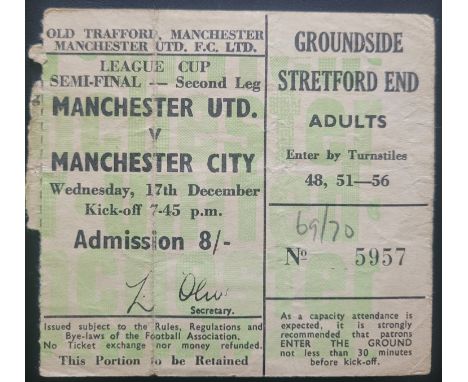 OLD TRAFFORD, MANCHESTER
MANCHESTER UTD. F.C. LTD.
LEAGUE CUP
SEMI-FINAL — Second Leg
MANCHESTER UTD.
V
MANCHESTER CITY
Wednesday, 17th December
Kick-off 7-45 p.m.
Admission 8/-
Secretary.
Issued subject to the Rules, Regulations and
Bye-laws of the Football Association.
No Ticket exchange nor money refunded.
This Portion to be Retained
GROUNDSIDE
STRETFORD END
ADULTS
Enter by Turnstiles
48, 51—56
69/70
No 5957
As a capacity attendance is
expected, it is strongly
recommended that patrons
ENTER THE GROUND
not less than 30 minutes
before kick-off.